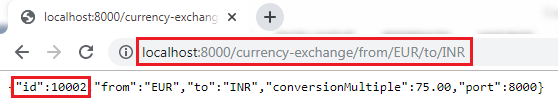 localhost:8000/currency-exchange/from/EUR/to/INR
localhost:8000/currency-exchange/from/EUR/to/INR
{"id":10002,"from":"EUR","to":"INR","conversionMultiple":75.00,"port":8000}